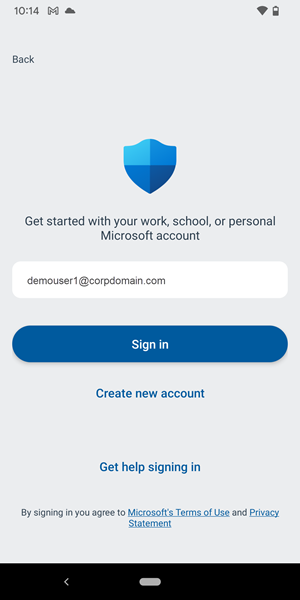 10:14
Back
Get started with your work, school, or personal
Microsoft account
demouser1@corpdomain.com
Sign in
Create new account
Get help signing in
By signing in you agree to Microsoft's Terms of Use and Privacy
Statement